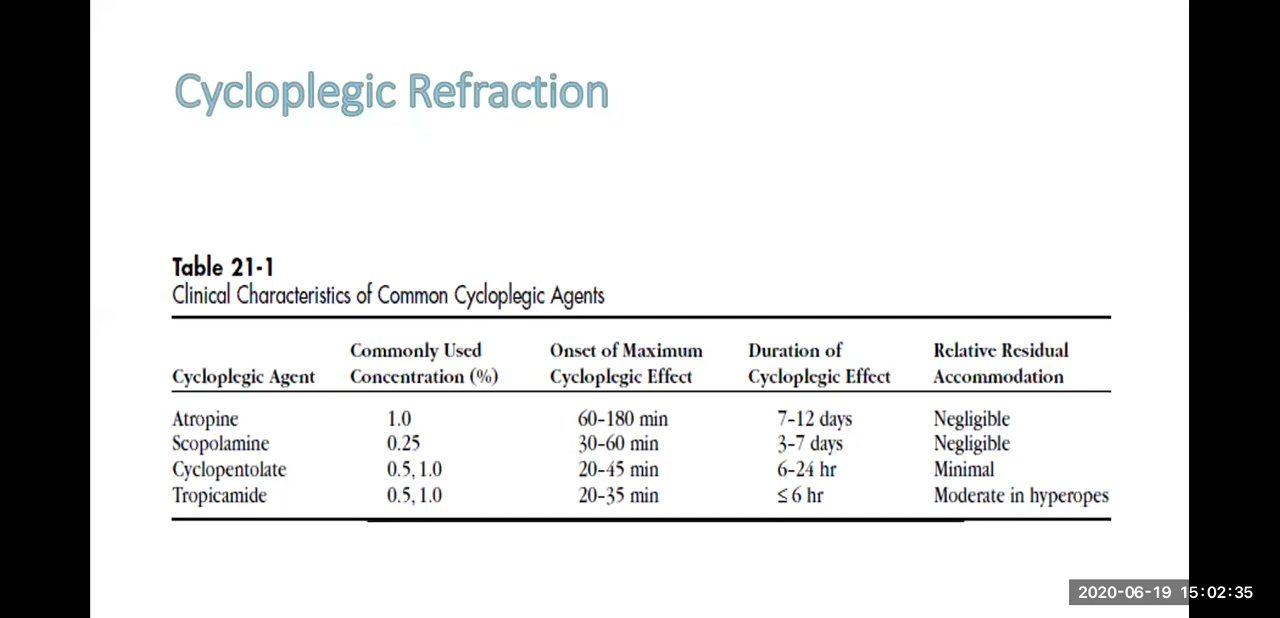 Cycloplegic Refraction
Table 21-1
Clinical Characteristics of Common Cycloplegic Agents
Commonly Used Onset of Maximum Duration of Relative Residual
Cycloplegic Agent Concentration (%) Cycloplegic Effect Cycloplegic Effect Accommodation
Atropine 1.0 60-180 min 7-12 days Negligible
Scopolamine 0.25 30-60 min 3-7 days Negligible
Cyclopentolate 0.5, 1.0 20-45 min 6-24 hr Minimal
Tropicamide 0.5, 1.0 20-35 min ≤ 6 hr Moderate in hyperopes
2020-06-19 15:02:35